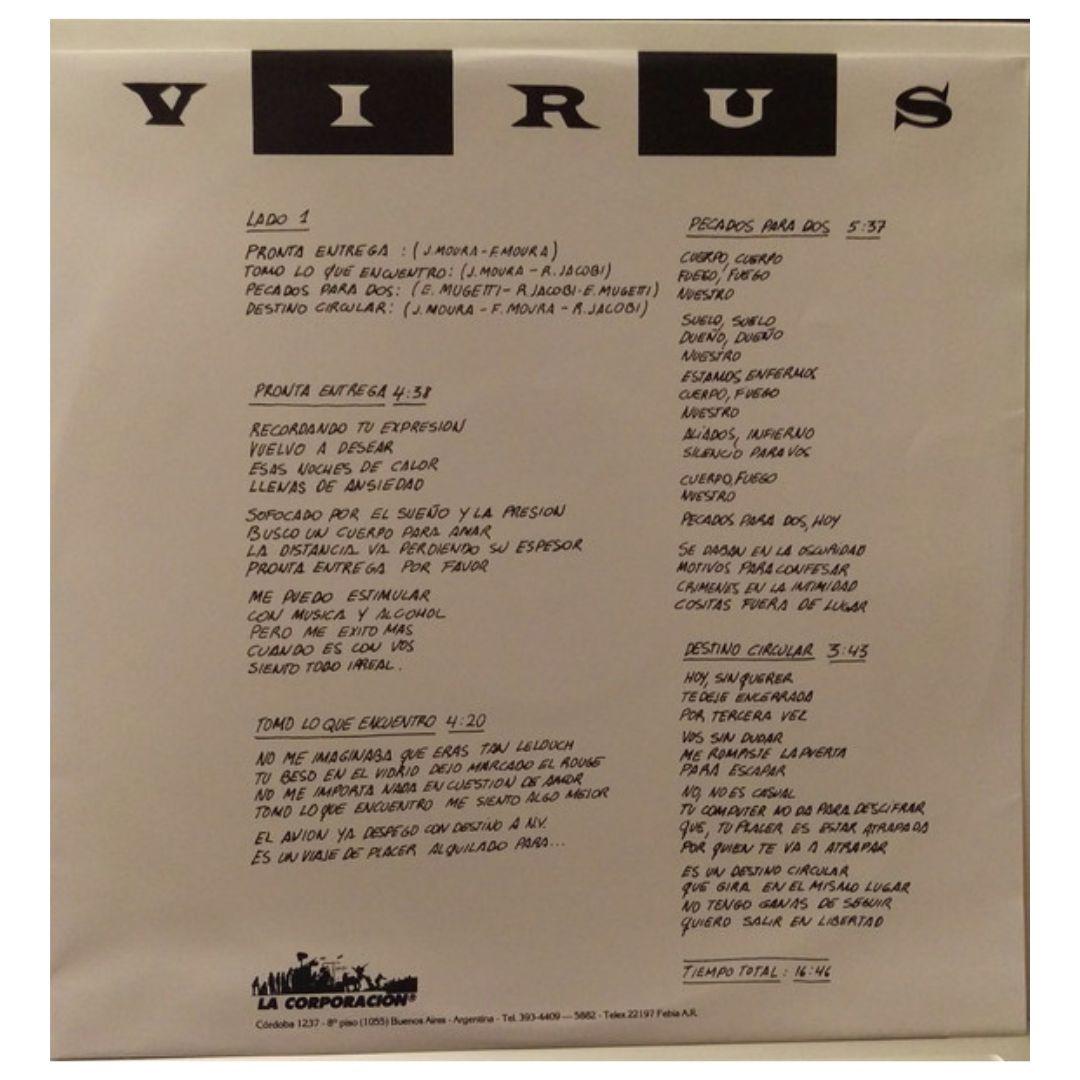 VIRUS
LADO 1
PRONTA ENTREGA : (J. MOURA - F. MOURA)
TOMO LO QUE ENCUENTRO: (J. MOURA - R. JACOBI)
PECADOS PARA DOS: (E. MUGETTI - R. JACOBI - E. MUGETTI)
DESTINO CIRCULAR: (J. MOURA - F. MOURA - R. JACOBI)
PRONTA ENTREGA 4:38
RECORDANDO TU EXPRESION
VUELVO A DESEAR
ESAS NOCHES DE CALOR
LLENAS DE ANSIEDAD
SOFOCADO POR EL SUEÑO Y LA PRESION
BUSCO UN CUERPO PARA AMAR
LA DISTANCIA VA PERDIENDO SU ESPESOR
PRONTA ENTREGA POR FAVOR
ME PUEDO ESTIMULAR
CON MUSICA Y ALCOHOL
PERO ME EXITO MAS
CUANDO ES CON VOS
SIENTO TODO IRREAL.
TOMO LO QUE ENCUENTRO 4:20
NO ME IMAGINABA QUE ERAS TAN LELOUCH
TU BESO EN EL VIDRIO DEJO MARCADO EL ROUGE
NO ME IMPORTA NADA EN CUESTION DE AMOR
TOMO LO QUE ENCUENTRO ME SIENTO ALGO MEJOR
EL AVION YA DESPEGO CON DESTINO A N.Y.
ES UN VIAJE DE PLACER ALQUILADO PARA...
LA CORPORACION®
Córdoba 1237 - 8º piso (1055) Buenos Aires - Argentina - Tel. 393-4409 — 5882 - Telex 22197 Febia A.R.
PECADOS PARA DOS 5:37
CUERPO, CUERPO
FUEGO, FUEGO
NUESTRO
SUELO, SUELO
DUEÑO, DUEÑO
NUESTRO
ESTAMOS ENFERMOS
CUERPO, FUEGO
NUESTRO
ALIADOS, INFIERNO
SILENCIO PARA VOS
CUERPO, FUEGO
NUESTRO
PECADOS PARA DOS, HOY
SE DABAN EN LA OSCURIDAD
MOTIVOS PARA CONFESAR
CRIMENES EN LA INTIMIDAD
COSITAS FUERA DE LUGAR
DESTINO CIRCULAR 3:43
HOY, SIN QUERER
TE DEJE ENCERRADA
POR TERCERA VEZ
VOS SIN DUDAR
ME ROMPISTE LA PUERTA
PARA ESCAPAR
NO, NO ES CASUAL
TU COMPUTER NO DA PARA DESCIFRAR
QUE, TU PLACER ES ESTAR ATRAPADA
POR QUIEN TE VA A ATRAPAR
ES UN DESTINO CIRCULAR
QUE GIRA EN EL MISMO LUGAR
NO TENGO GANAS DE SEGUIR
QUIERO SALIR EN LIBERTAD
TIEMPO TOTAL: 16:46